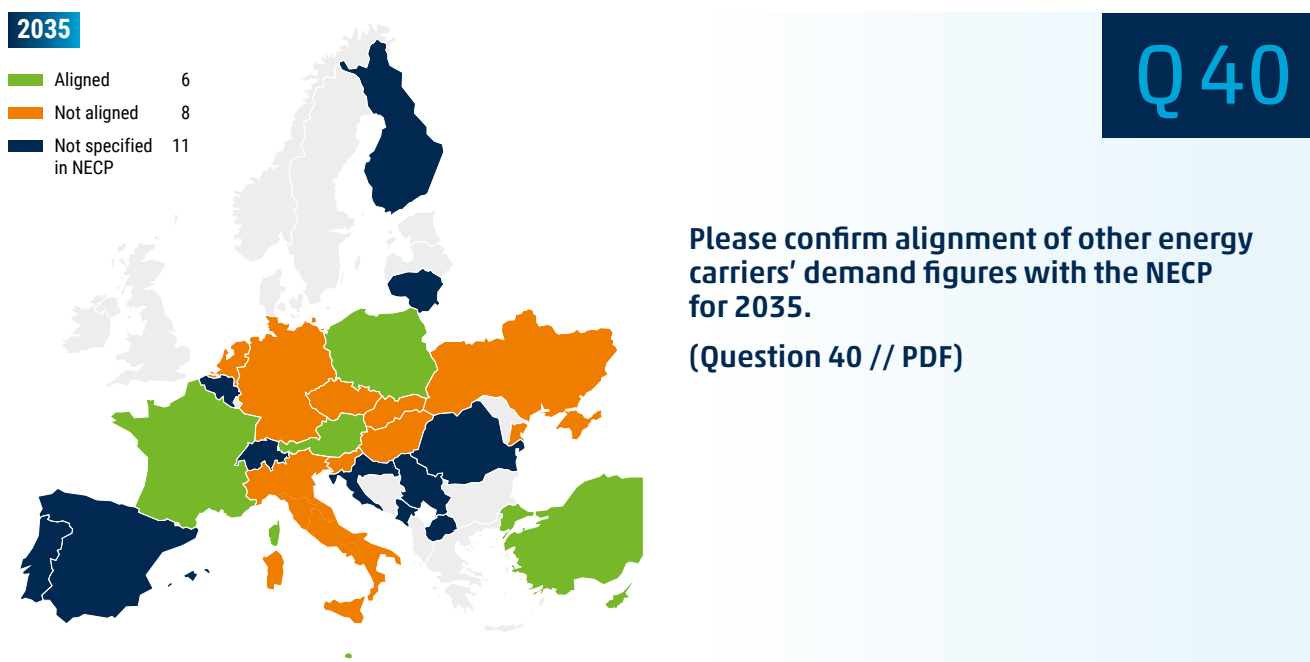 2035
Aligned 6
Not aligned 8
Not specified 11
in NECP
Q 40
Please confirm alignment of other energy
carriers’ demand figures with the NECP
for 2035.
(Question 40 // PDF)